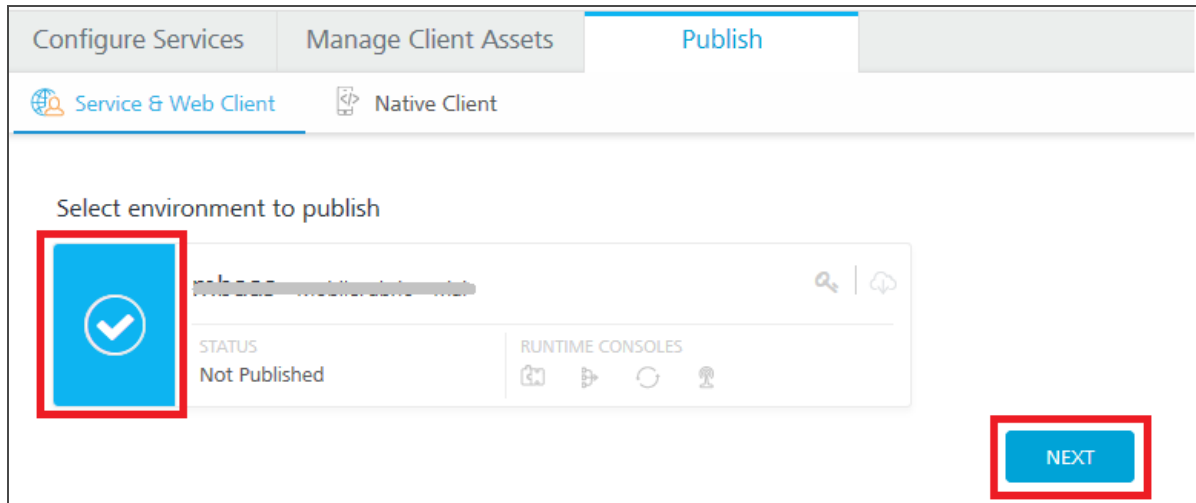 Configure Services
Manage Client Assets
Publish
Service & Web Client
Native Client
Select environment to publish
STATUS
RUNTIME CONSOLES
Not Published
NEXT